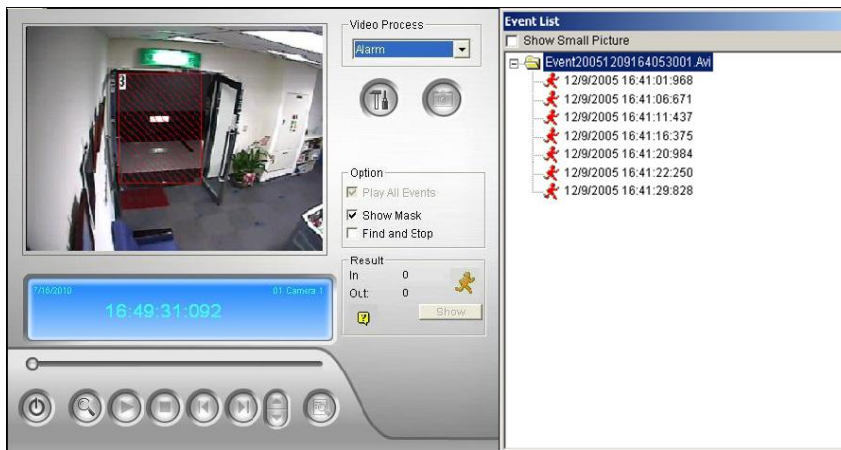 Video Process
Alarm
3
Option
Play All Events
Show Mask
Find and Stop
Result
In 0
Out: 0
?
Show
7/16/2010 01 Camera 1
16:49:31:092
Event List
Show Small Picture
Event20051209164053001.Avi
12/9/2005 16:41:01:968
12/9/2005 16:41:06:671
12/9/2005 16:41:11:437
12/9/2005 16:41:16:375
12/9/2005 16:41:20:984
12/9/2005 16:41:22:250
12/9/2005 16:41:29:828